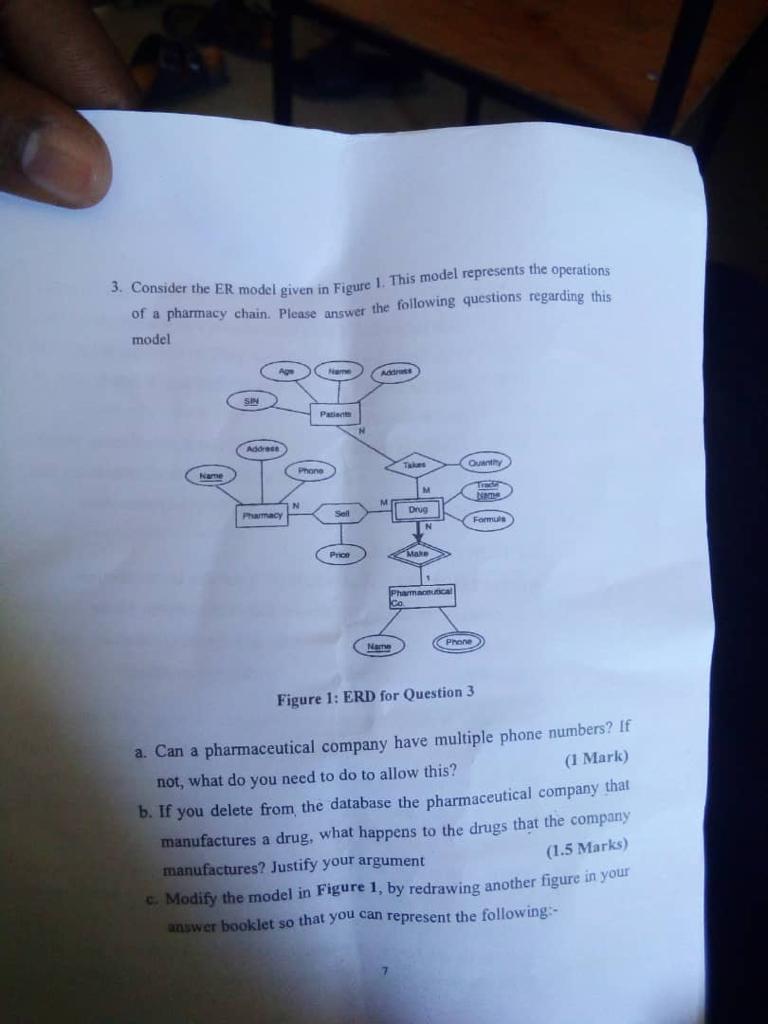 3. Consider the ER model given in Figure 1. This model represents the operations
of a pharmacy chain. Please answer the following questions regarding this
model
Age
Name
Address
SIN
Patients
N
Address
Name
Phone
Takes
Quantity
M
Trade
Name
Pharmacy
N
Sell
M
Drug
Formula
N
Price
Make
1
Pharmaceutical
Co.
Name
Phone
Figure 1: ERD for Question 3
a. Can a pharmaceutical company have multiple phone numbers? If
not, what do you need to do to allow this? (1 Mark)
b. If you delete from the database the pharmaceutical company that
manufactures a drug, what happens to the drugs that the company
manufactures? Justify your argument (1.5 Marks)
c. Modify the model in Figure 1, by redrawing another figure in your
answer booklet so that you can represent the following:-
7